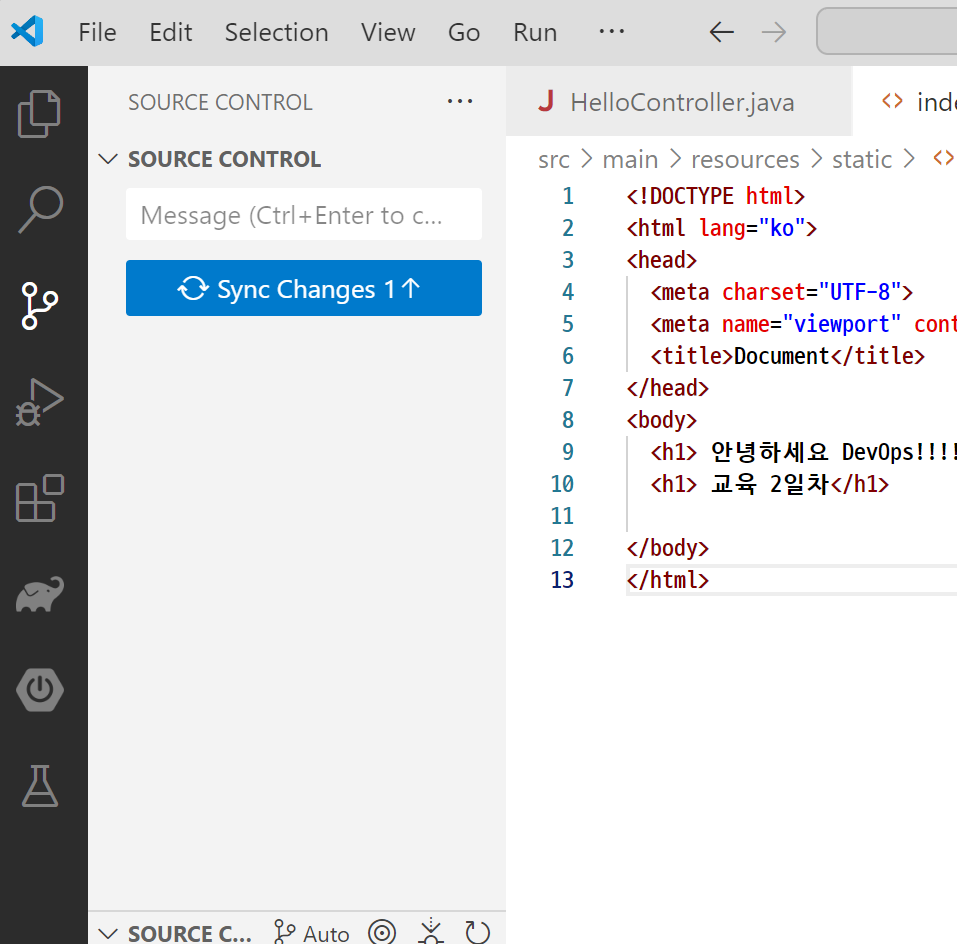 File Edit Selection View Go Run ...
SOURCE CONTROL ...
SOURCE CONTROL
Message (Ctrl+Enter to c...
Sync Changes 1↑
SOURCE C... Auto
J HelloController.java <> inde
src > main > resources > static > <>
1 <!DOCTYPE html>
2 <html lang="ko">
3 <head>
4 <meta charset="UTF-8">
5 <meta name="viewport" cont
6 <title>Document</title>
7 </head>
8 <body>
9 <h1> 안녕하세요 DevOps!!!!
10 <h1> 교육 2일차</h1>
11
12 </body>
13 </html>